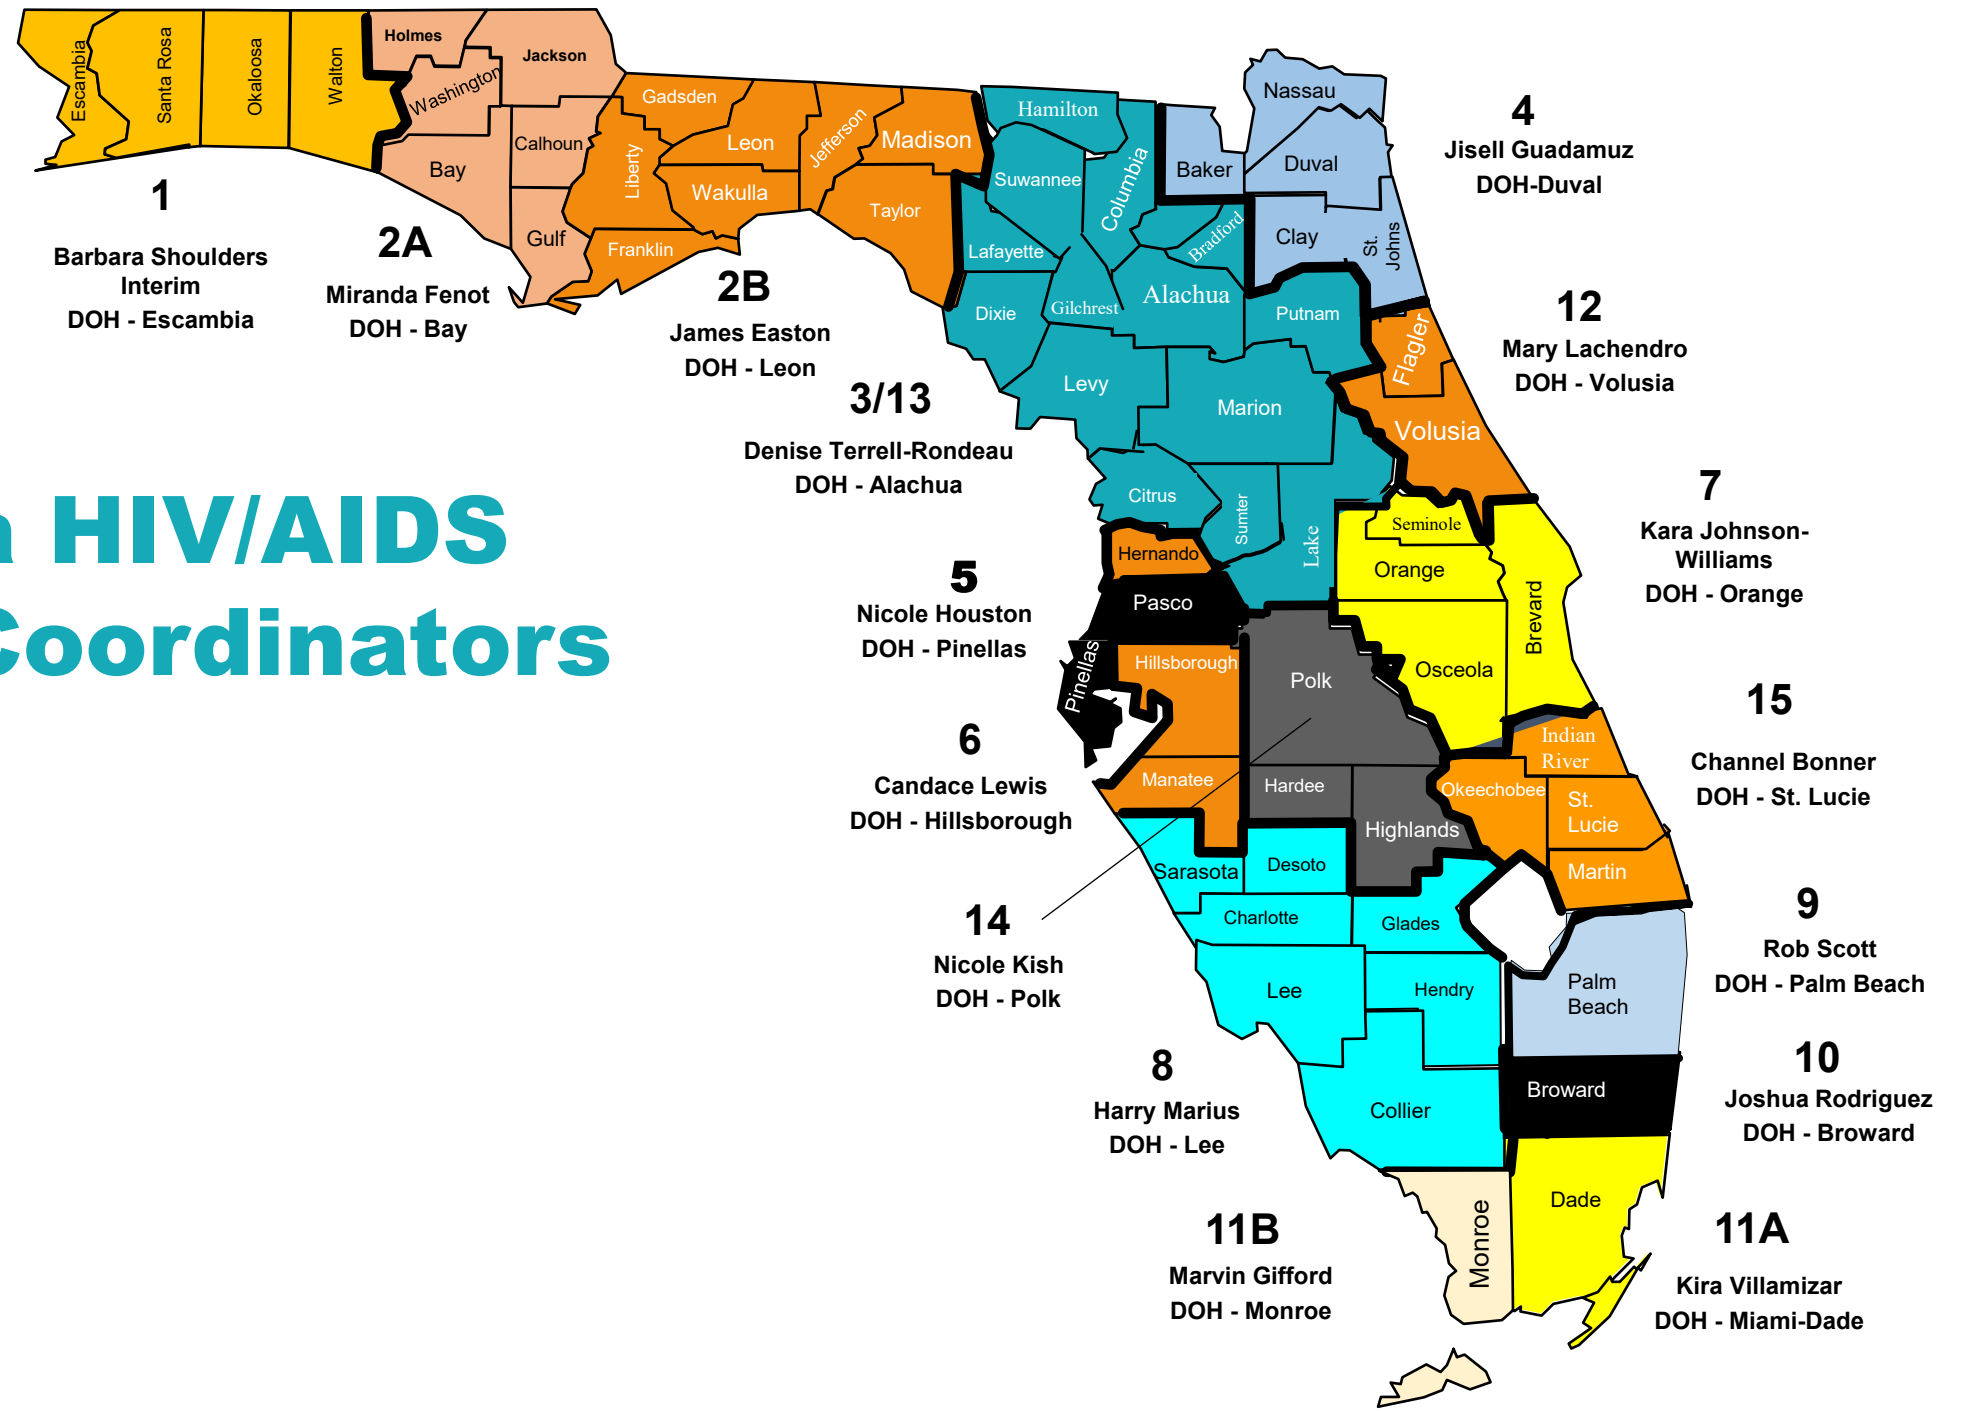 Escambia
Santa Rosa
Okaloosa
Walton
Holmes
Jackson
Washington
Bay
Calhoun
Gulf
Gadsden
Liberty
Leon
Wakulla
Franklin
Jefferson
Madison
Taylor
Hamilton
Suwannee
Columbia
Lafayette
Dixie
Gilchrest
Bradford
Alachua
Putnam
Levy
Marion
Citrus
Sumter
Lake
Nassau
Baker
Duval
Clay
St.
Johns
Flagler
Volusia
Seminole
Orange
Osceola
Brevard
Hernando
Pasco
Pinellas
Hillsborough
Manatee
Polk
Hardee
Highlands
Indian
River
Okeechobee
St.
Lucie
Martin
Sarasota
Desoto
Charlotte
Glades
Lee
Hendry
Collier
Palm
Beach
Broward
Dade
Monroe
1
Barbara Shoulders
Interim
DOH - Escambia
2A
Miranda Fenot
DOH - Bay
2B
James Easton
DOH - Leon
3/13
Denise Terrell-Rondeau
DOH - Alachua
4
Jisell Guadamuz
DOH-Duval
12
Mary Lachendro
DOH - Volusia
7
Kara Johnson-
Williams
DOH - Orange
a HIV/AIDS
Coordinators
5
Nicole Houston
DOH - Pinellas
6
Candace Lewis
DOH - Hillsborough
15
Channel Bonner
DOH - St. Lucie
14
Nicole Kish
DOH - Polk
9
Rob Scott
DOH - Palm Beach
8
Harry Marius
DOH - Lee
10
Joshua Rodriguez
DOH - Broward
11B
Marvin Gifford
DOH - Monroe
11A
Kira Villamizar
DOH - Miami-Dade